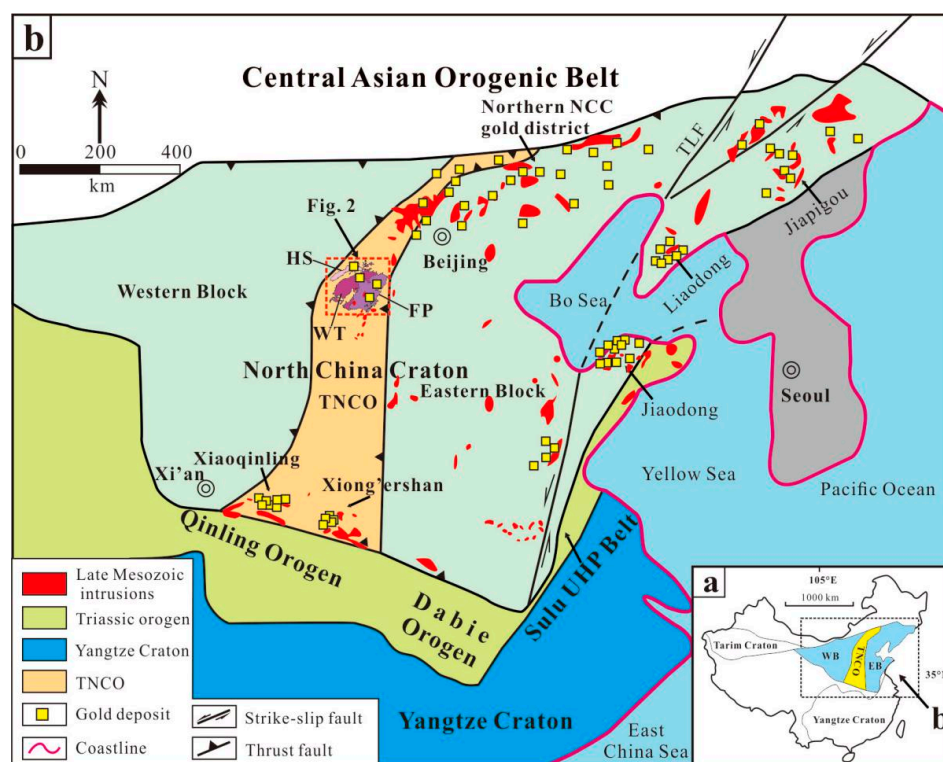 b
N
0 200 400
km
Central Asian Orogenic Belt
Northern NCC
gold district
TLF
Fig. 2
HS
Beijing
Jiapigou
Liaodong
Western Block
Bo Sea
WT
FP
North China Craton
TNCO
Eastern Block
Jiaodong
Seoul
Xi'an
Xiaoqinling
Xiong'ershan
Yellow Sea
Pacific Ocean
Qinling Orogen
Dabie
Orogen
Sulu UHP Belt
Yangtze Craton
East
China Sea
Late Mesozoic
intrusions
Triassic orogen
Yangtze Craton
TNCO
Gold deposit
Strike-slip fault
Coastline
Thrust fault
a
105°E
1000 km
Tarim Craton
WB
TNCO
EB
35°N
Yangtze Craton
b